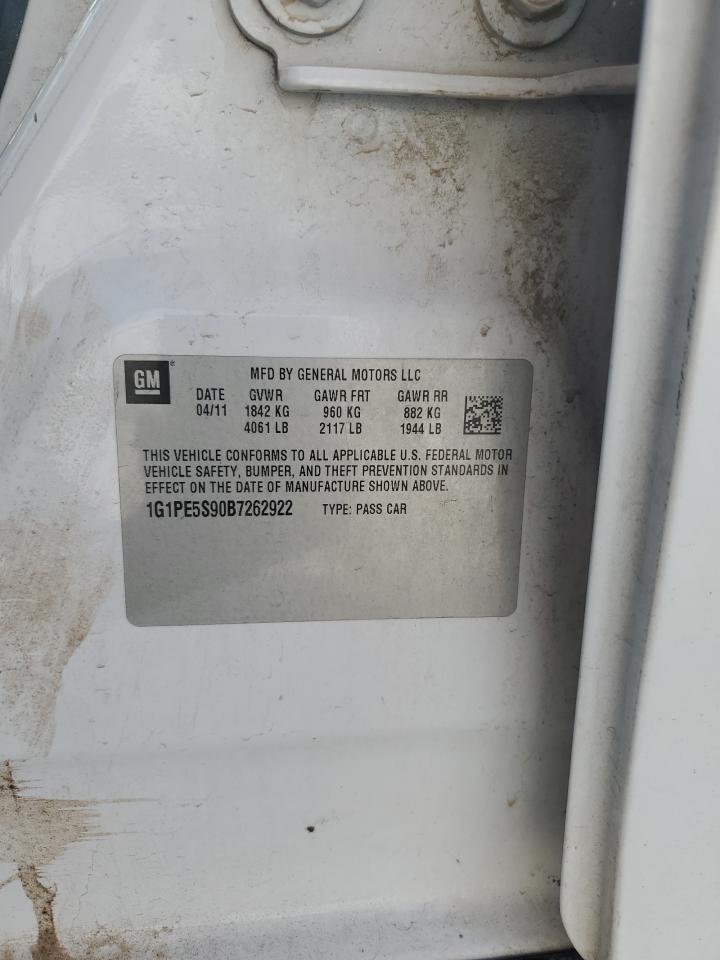 GM ®
MFD BY GENERAL MOTORS LLC
DATE GVWR GAWR FRT GAWR RR
04/11 1842 KG 960 KG 882 KG
4061 LB 2117 LB 1944 LB
THIS VEHICLE CONFORMS TO ALL APPLICABLE U.S. FEDERAL MOTOR
VEHICLE SAFETY, BUMPER, AND THEFT PREVENTION STANDARDS IN
EFFECT ON THE DATE OF MANUFACTURE SHOWN ABOVE.
1G1PE5S90B7262922 TYPE: PASS CAR